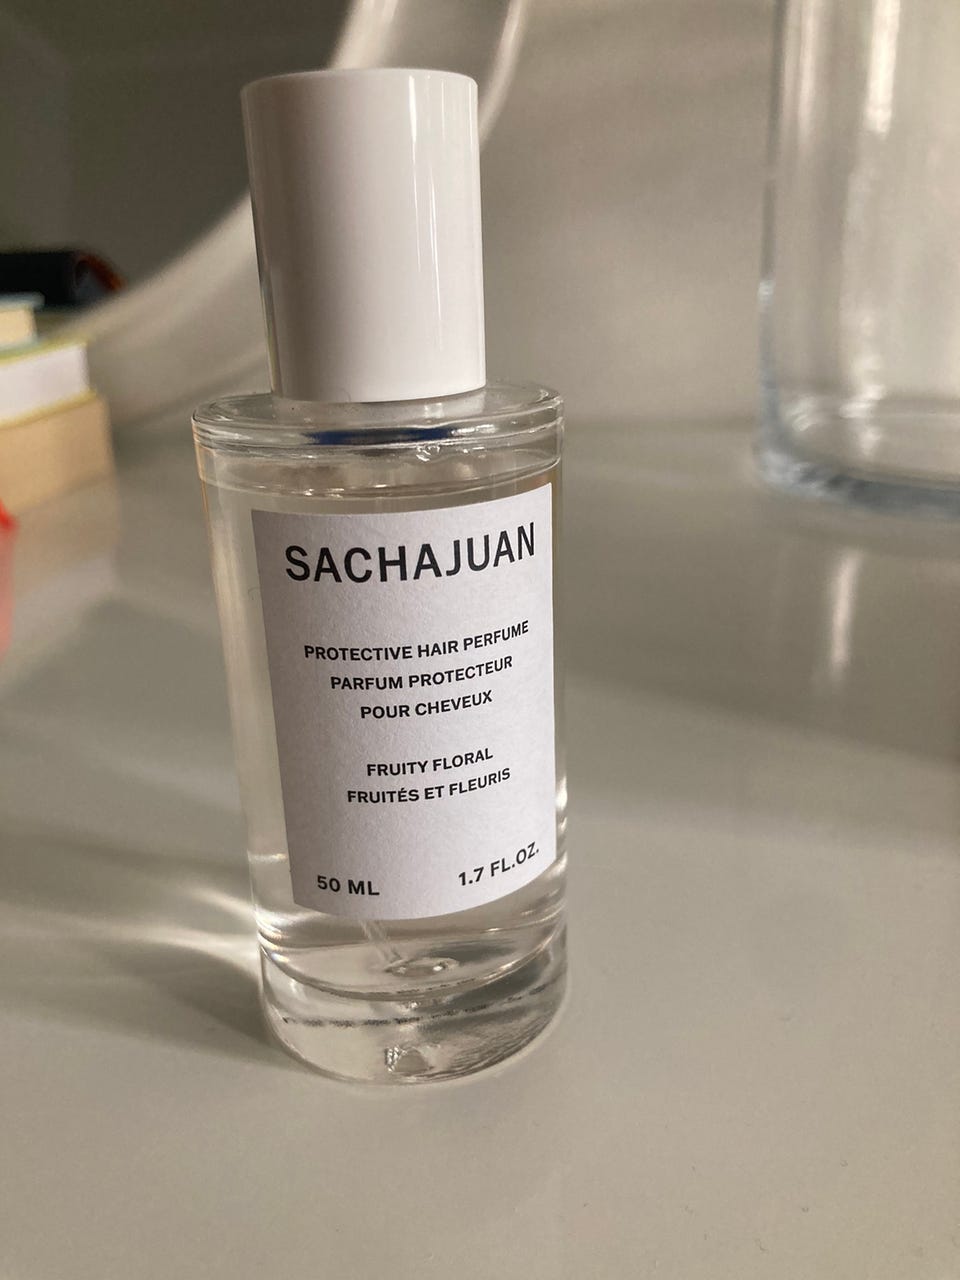 SACHAJUAN
PROTECTIVE HAIR PERFUME
PARFUM PROTECTEUR
POUR CHEVEUX
FRUITY FLORAL
FRUITÉS ET FLEURIS
50 ML 1.7 FL.OZ.